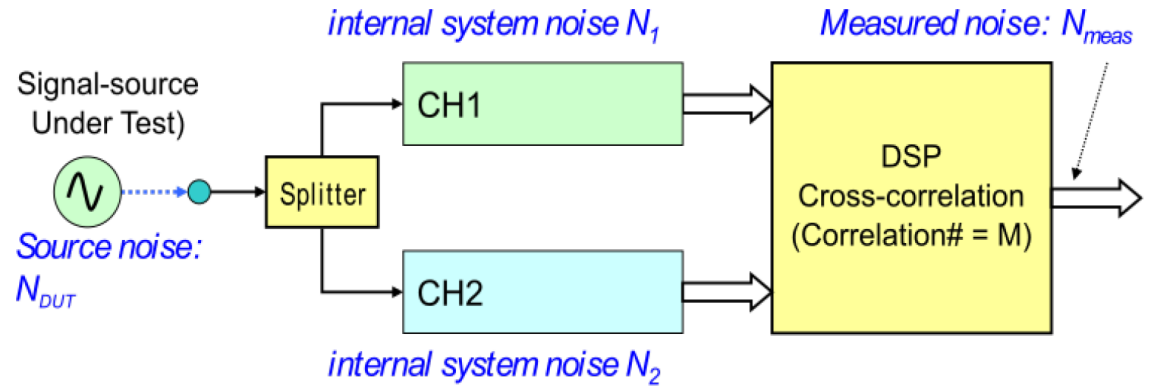 internal system noise N1
Measured noise: Nmeas
Signal-source
Under Test)
CH1
DSP
Cross-correlation
(Correlation# = M)
Splitter
Source noise:
NDUT
CH2
internal system noise N2